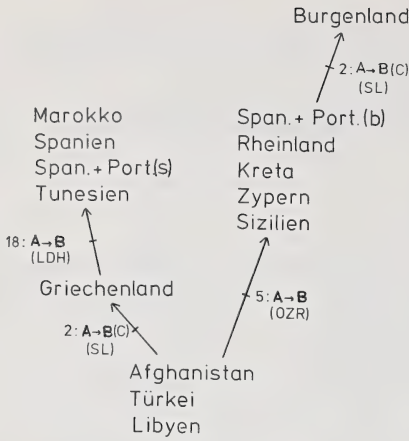 Burgenland
2: A→B(C)
(SL)
Marokko
Spanien
Span. + Port.(s)
Tunesien
Span. + Port.(b)
Rheinland
Kreta
Zypern
Sizilien
18: A→B
(LDH)
Griechenland
5: A→B
(OZR)
2: A→B(C)
(SL)
Afghanistan
Türkei
Libyen